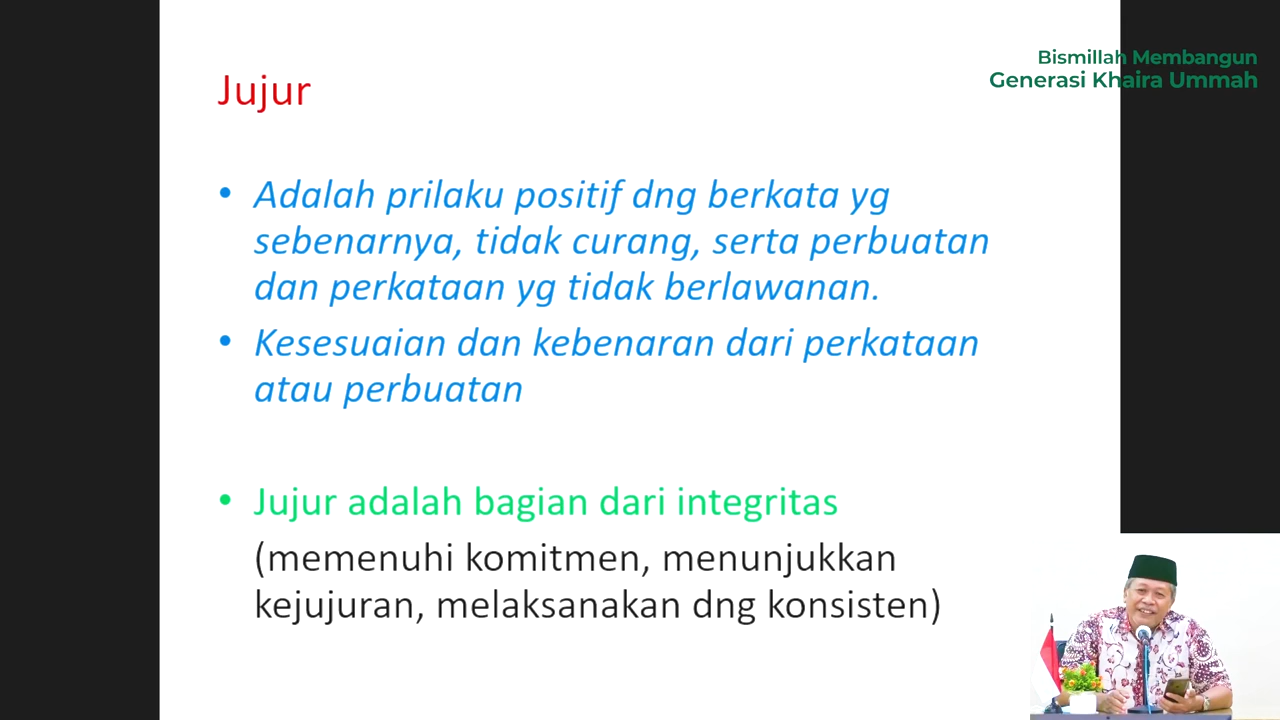 Bismillah Membangun
Generasi Khaira Ummah
Jujur
• Adalah prilaku positif dng berkata yg
sebenarnya, tidak curang, serta perbuatan
dan perkataan yg tidak berlawanan.
• Kesesuaian dan kebenaran dari perkataan
atau perbuatan
• Jujur adalah bagian dari integritas
(memenuhi komitmen, menunjukkan
kejujuran, melaksanakan dng konsisten)